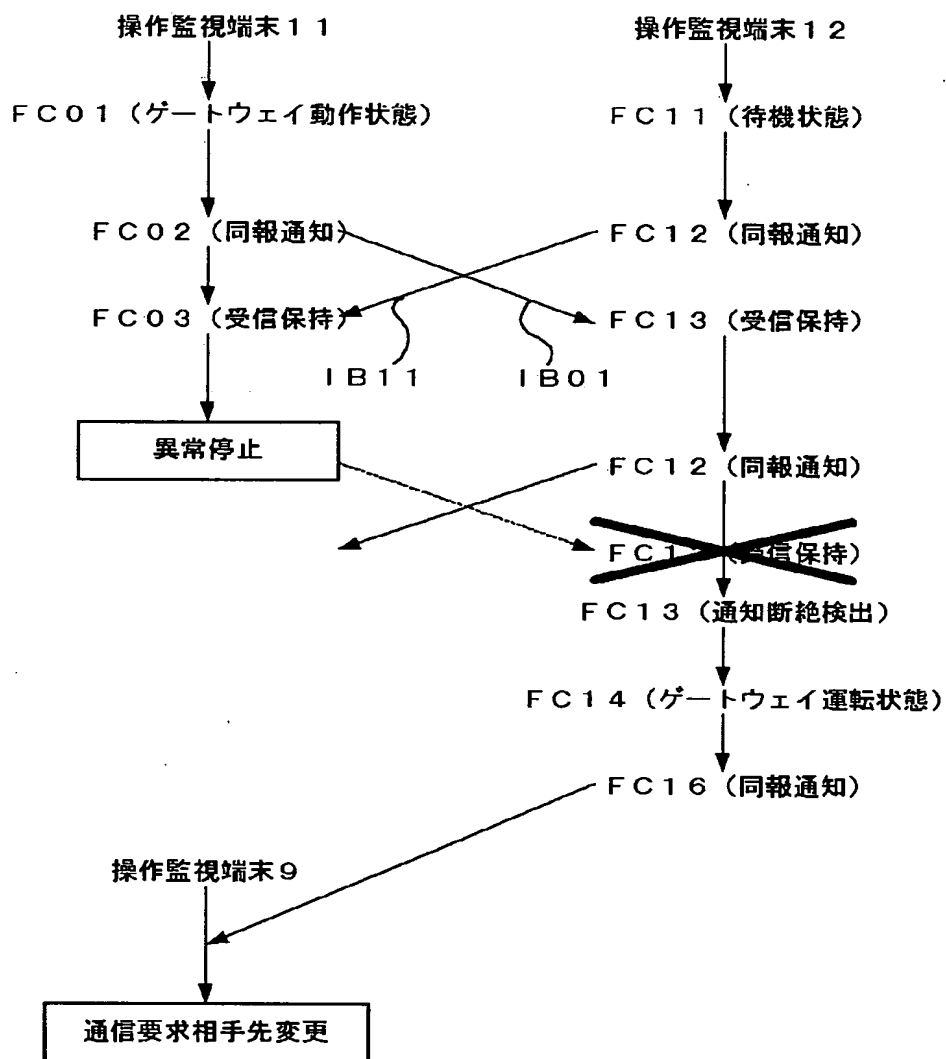 操作監視端末11
操作監視端末12
FC01（ゲートウェイ動作状態）
FC11（待機状態）
FC02（同報通知）
FC12（同報通知）
FC03（受信保持）
FC13（受信保持）
IB11
IB01
異常停止
FC12（同報通知）
FC1 受信保持）
FC13（通知断絶検出）
FC14（ゲートウェイ運転状態）
FC16（同報通知）
操作監視端末9
通信要求相手先変更